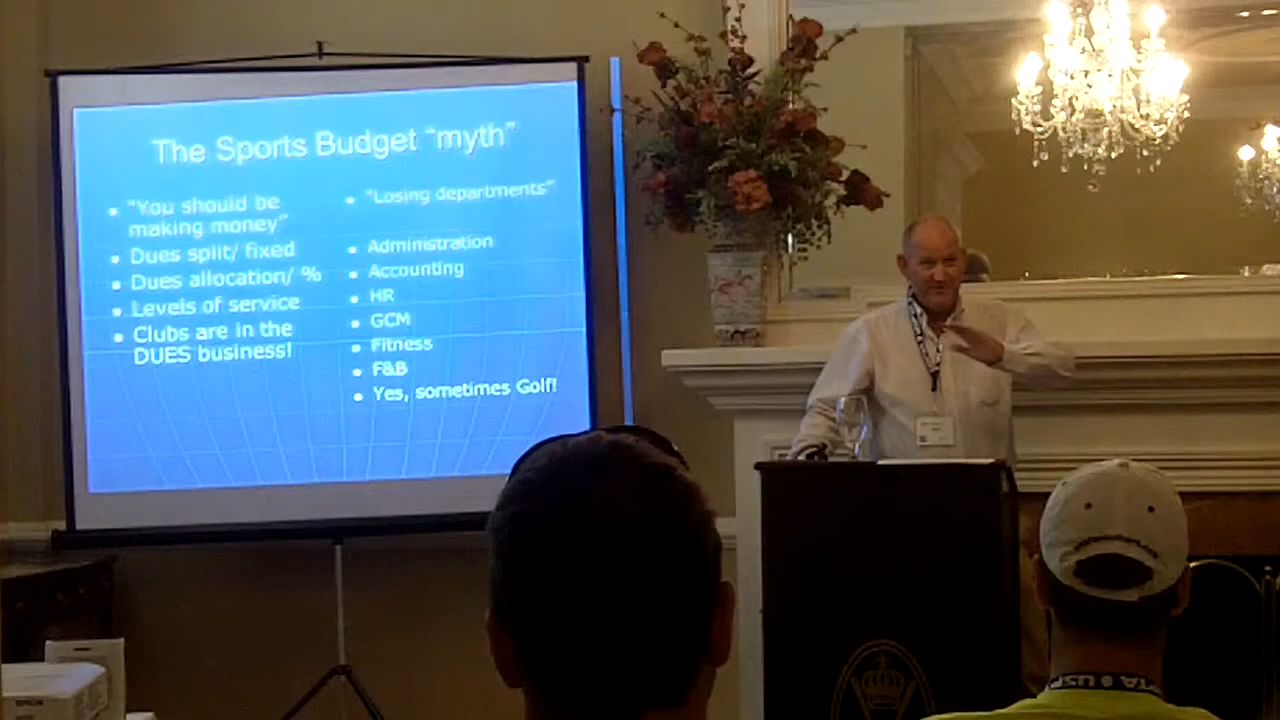 The Sports Budget “myth”
“You should be
making money”
Dues split/ fixed
Dues allocation/ %
Levels of service
Clubs are in the
DUES business!
“Losing departments”
Administration
Accounting
HR
GCM
Fitness
F&B
Yes, sometimes Golf!